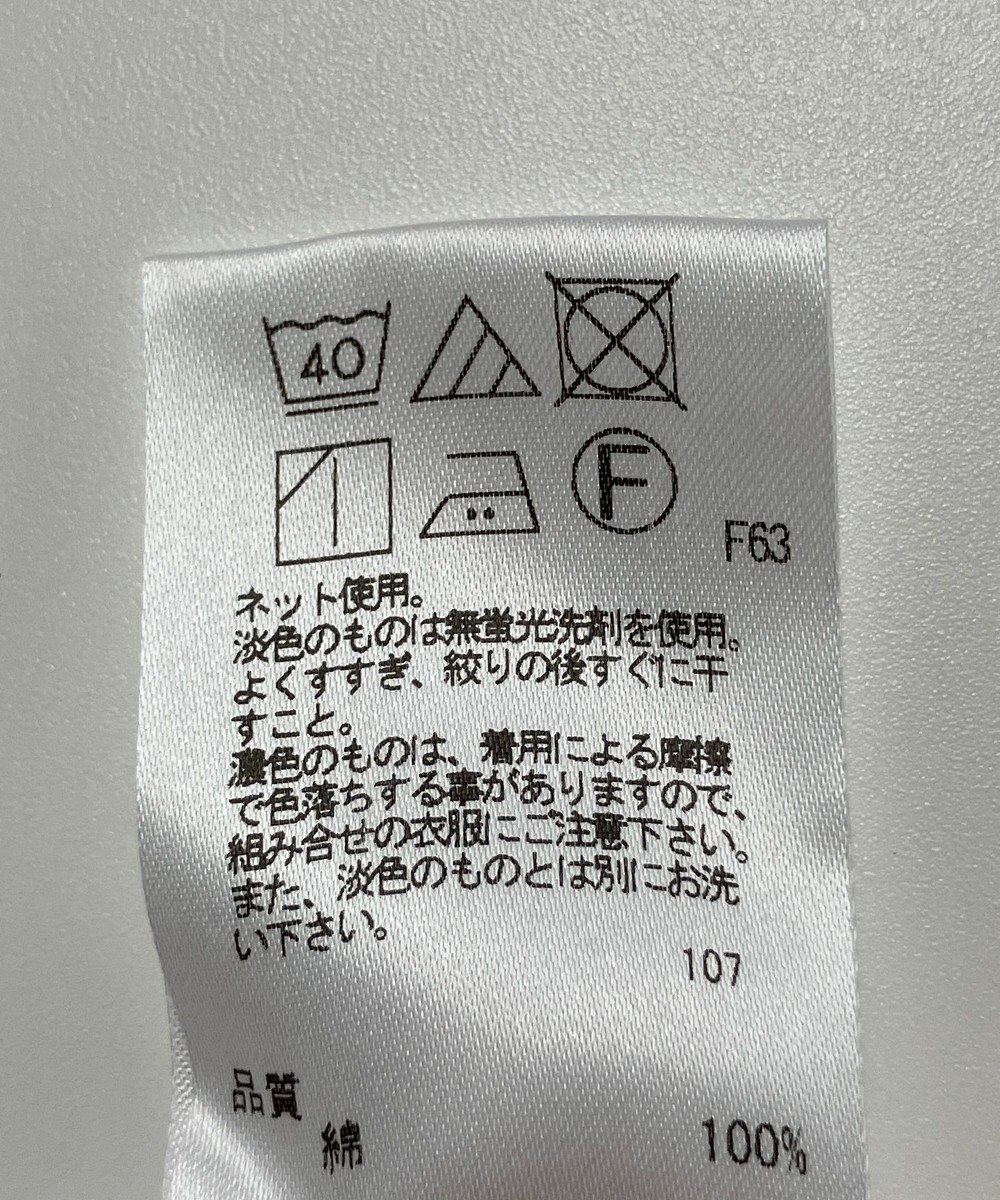 40
F
F63
ネット使用。
淡色のものは無蛍光洗剤を使用。
よくすすぎ、絞りの後すぐに干
すこと。
濃色のものは、着用による摩擦
で色落ちする事がありますので、
組み合せの衣服にご注意下さい。
また、淡色のものとは別にお洗
い下さい。
107
品質
綿 100%